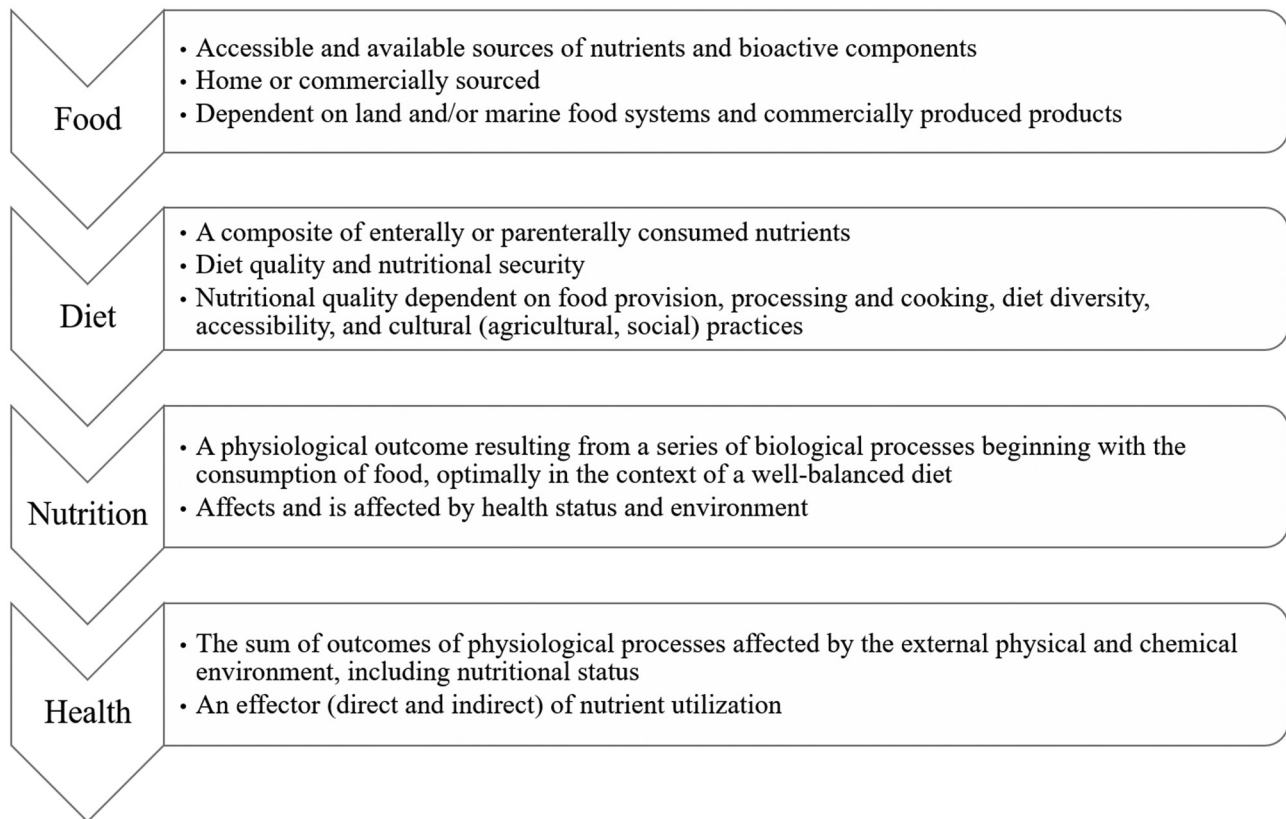 Food
• Accessible and available sources of nutrients and bioactive components
• Home or commercially sourced
• Dependent on land and/or marine food systems and commercially produced products
Diet
• A composite of enterally or parenterally consumed nutrients
• Diet quality and nutritional security
• Nutritional quality dependent on food provision, processing and cooking, diet diversity,
accessibility, and cultural (agricultural, social) practices
Nutrition
• A physiological outcome resulting from a series of biological processes beginning with the
consumption of food, optimally in the context of a well-balanced diet
• Affects and is affected by health status and environment
Health
• The sum of outcomes of physiological processes affected by the external physical and chemical
environment, including nutritional status
• An effector (direct and indirect) of nutrient utilization